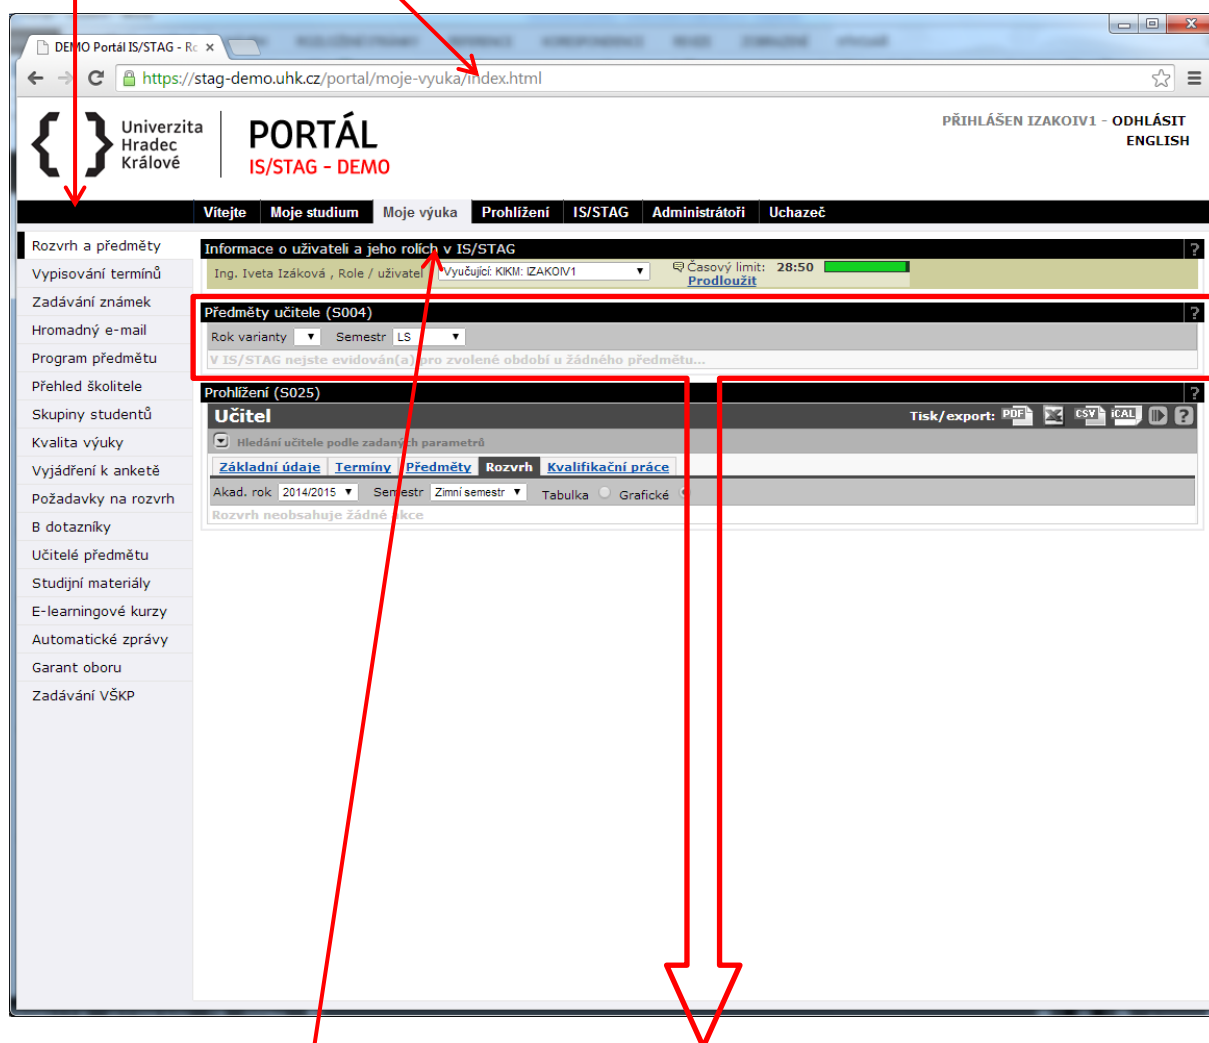 DEMO Portál IS/STAG - Ro
https://stag-demo.uhk.cz/portal/moje-vyuka/index.html
Univerzita
Hradec
Králové
PORTÁL
IS/STAG - DEMO
PŘIHLÁŠEN IZAKOIV1 - ODHLÁSIT
ENGLISH
Vítejte Moje studium Moje výuka Prohlížení IS/STAG Administrátoři Uchazeč
Rozvrh a předměty
Vypisování termínů
Zadávání známek
Hromadný e-mail
Program předmětu
Přehled školitele
Skupiny studentů
Kvalita výuky
Vyjádření k anketě
Požadavky na rozvrh
B dotazníky
Učitelé předmětu
Studijní materiály
E-learningové kurzy
Automatické zprávy
Garant oboru
Zadávání VŠKP
Informace o uživateli a jeho rolích v IS/STAG ?
Ing. Iveta Izáková , Role / uživatel Vyučující: KIKM: IZAKOIV1 Časový limit: 28:50
Prodloužit
Předměty učitele (S004) ?
Rok varianty Semestr LS
V IS/STAG nejste evidován(a) pro zvolené období u žádného předmětu...
Prohlížení (S025) ?
Učitel Tisk/export: PDF CSV iCAL ?
Hledání učitele podle zadaných parametrů
Základní údaje Termíny Předměty Rozvrh Kvalifikační práce
Akad. rok 2014/2015 Semestr Zimní semestr Tabulka Grafické
Rozvrh neobsahuje žádné akce